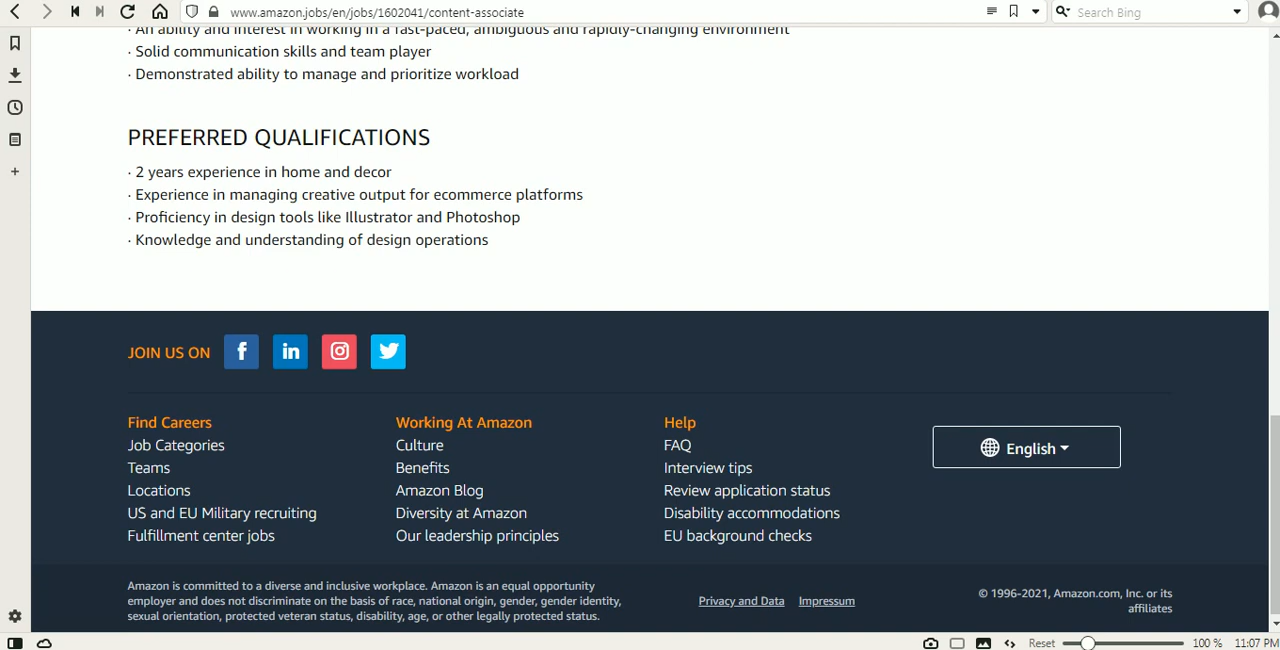 www.amazon.jobs/en/jobs/1602041/content-associate
Search Bing
· An ability and interest in working in a fast-paced, ambiguous and rapidly-changing environment
· Solid communication skills and team player
· Demonstrated ability to manage and prioritize workload
PREFERRED QUALIFICATIONS
· 2 years experience in home and decor
· Experience in managing creative output for ecommerce platforms
· Proficiency in design tools like Illustrator and Photoshop
· Knowledge and understanding of design operations
JOIN US ON
Find Careers
Job Categories
Teams
Locations
US and EU Military recruiting
Fulfillment center jobs
Working At Amazon
Culture
Benefits
Amazon Blog
Diversity at Amazon
Our leadership principles
Help
FAQ
Interview tips
Review application status
Disability accommodations
EU background checks
English
Amazon is committed to a diverse and inclusive workplace. Amazon is an equal opportunity
employer and does not discriminate on the basis of race, national origin, gender, gender identity,
sexual orientation, protected veteran status, disability, age, or other legally protected status.
Privacy and Data
Impressum
© 1996-2021, Amazon.com, Inc. or its
affiliates
Reset
100 %
11:07 PM